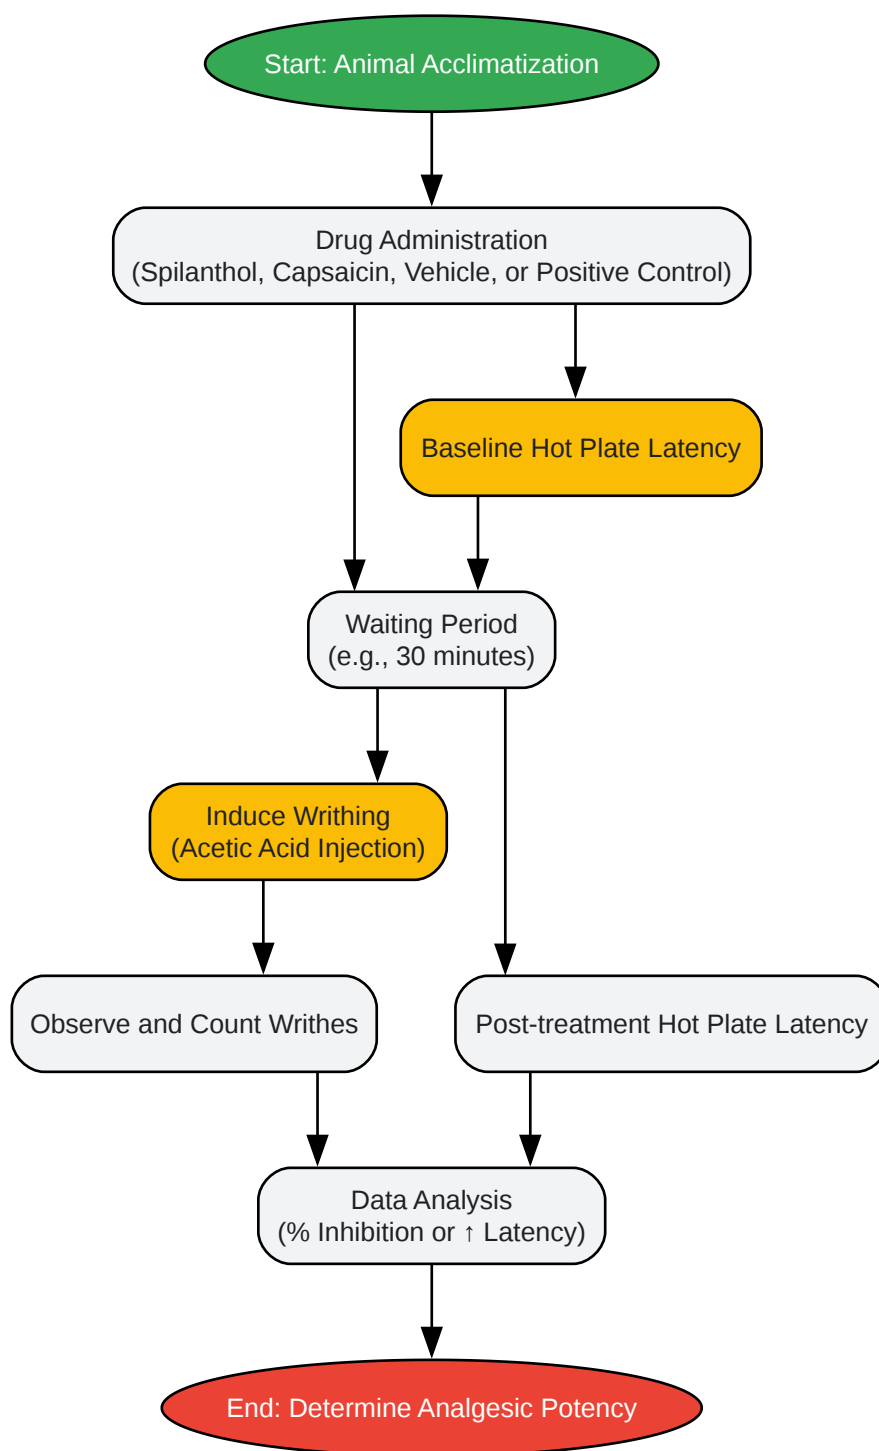 Start: Animal Acclimatization
Drug Administration
(Spilanthol, Capsaicin, Vehicle, or Positive Control)
Baseline Hot Plate Latency
Waiting Period
(e.g., 30 minutes)
Induce Writhing
(Acetic Acid Injection)
Observe and Count Writhes
Post-treatment Hot Plate Latency
Data Analysis
(% Inhibition or ↑ Latency)
End: Determine Analgesic Potency